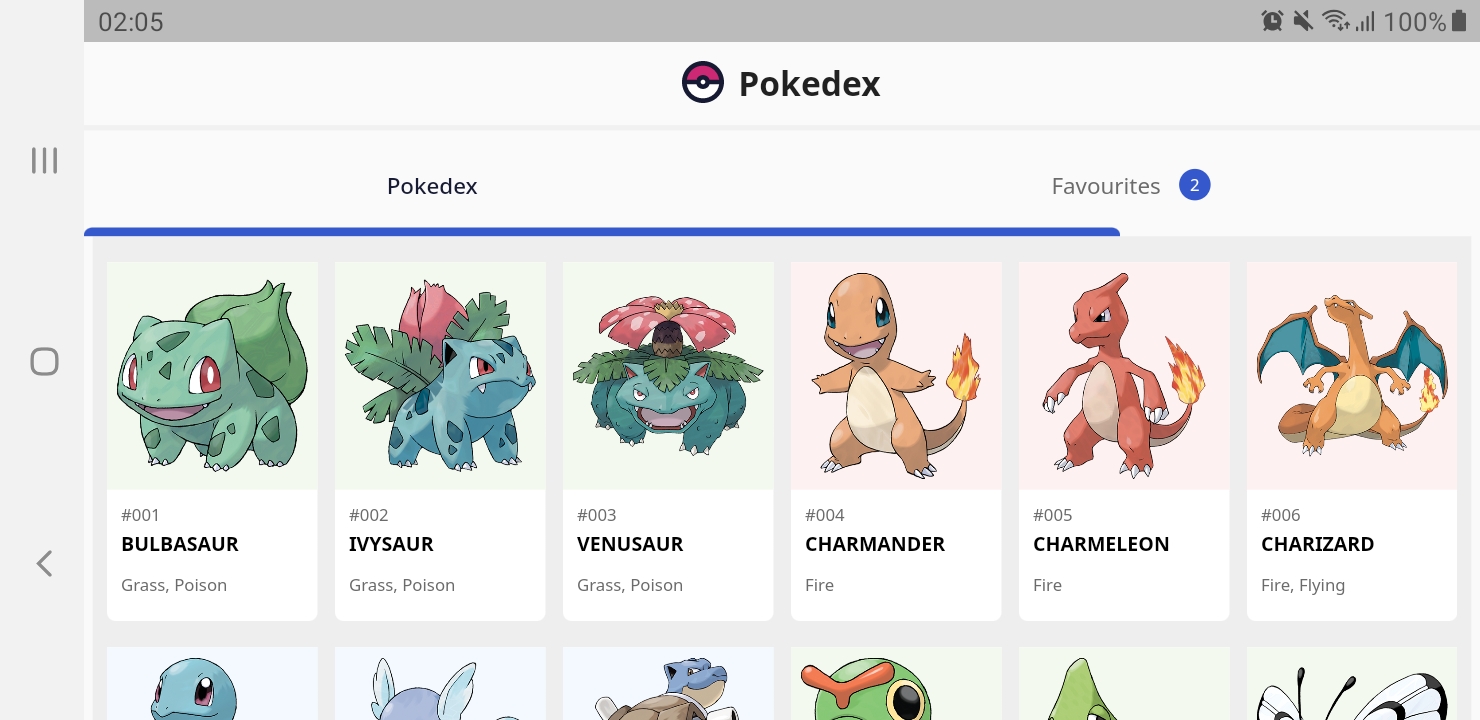 02:05
100%
Pokedex
Pokedex
Favourites 2
#001
BULBASAUR
Grass, Poison
#002
IVYSAUR
Grass, Poison
#003
VENUSAUR
Grass, Poison
#004
CHARMANDER
Fire
#005
CHARMELEON
Fire
#006
CHARIZARD
Fire, Flying